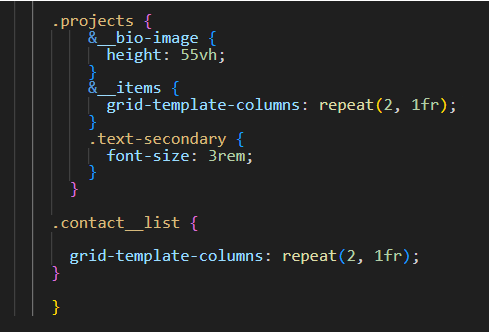 .projects {
&__bio-image {
height: 55vh;
}
&__items {
grid-template-columns: repeat(2, 1fr);
}
.text-secondary {
font-size: 3rem;
}
}
.contact__list {
grid-template-columns: repeat(2, 1fr);
}
}